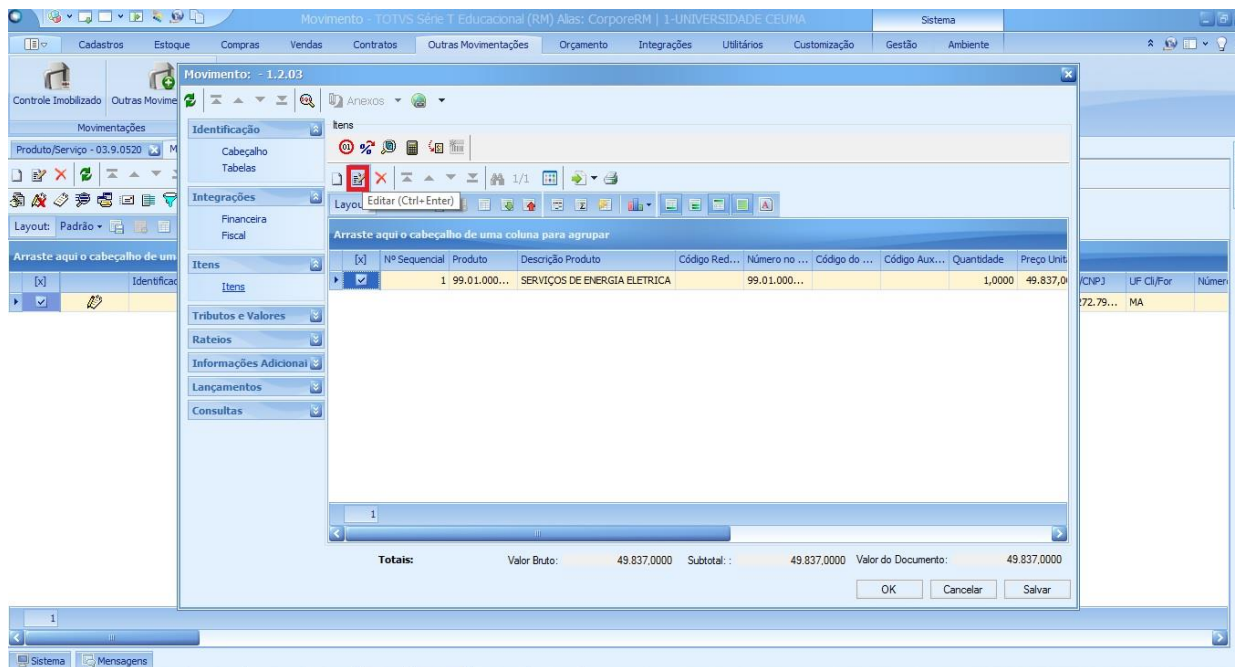 Movimento - TOTVS Série T Educacional (RM) Alias: CorporeRM | 1-UNIVERSIDADE CEUMA
Sistema
Cadastros Estoque Compras Vendas Contratos Outras Movimentações Orçamento Integrações Utilitários Customização Gestão Ambiente
Controle Imobilizado Outras Movime
Movimentações
Produto/Serviço - 03.9.0520 M
Layout: Padrão
Arraste aqui o cabeçalho de um
[x] Identificac
Movimento: - 1.2.03
Anexos
Identificação
Cabeçalho
Tabelas
Integrações
Financeira
Fiscal
Itens
Itens
Tributos e Valores
Rateios
Informações Adicionai
Lançamentos
Consultas
Itens
1/1
Layou
Editar (Ctrl+Enter)
Arraste aqui o cabeçalho de uma coluna para agrupar
[x] Nº Sequencial Produto Descrição Produto Código Red... Número no ... Código do ... Código Aux... Quantidade Preço Unit
1 99.01.000... SERVIÇOS DE ENERGIA ELETRICA 99.01.000... 1,0000 49.837,0
1
Totais: Valor Bruto: 49.837,0000 Subtotal: : 49.837,0000 Valor do Documento: 49.837,0000
OK Cancelar Salvar
/CNPJ UF Cli/For Númer
272.79... MA
1
Sistema Mensagens